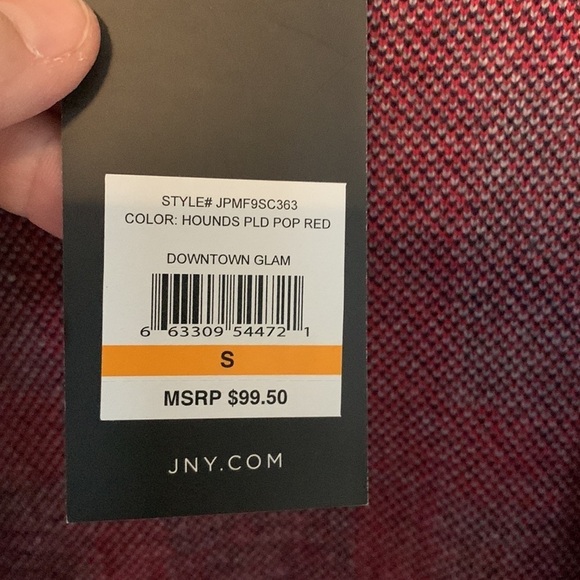 STYLE# JPMF9SC363
COLOR: HOUNDS PLD POP RED
DOWNTOWN GLAM
6 63309 54472 1
S
MSRP $99.50
JNY.COM